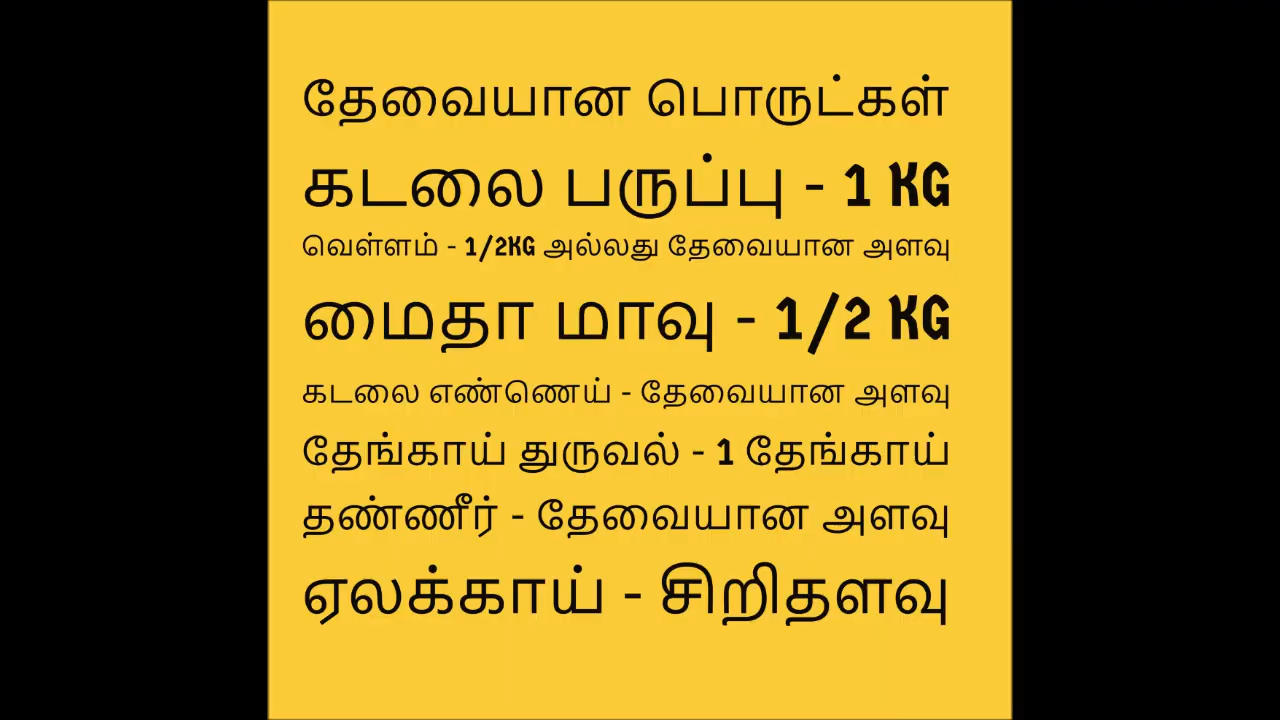 தேவையான பொருட்கள்
கடலை பருப்பு - 1 KG
வெள்ளம் - 1/2KG அல்லது தேவையான அளவு
மைதா மாவு - 1/2 KG
கடலை எண்ணெய் - தேவையான அளவு
தேங்காய் துருவல் - 1 தேங்காய்
தண்ணீர் - தேவையான அளவு
ஏலக்காய் - சிறிதளவு